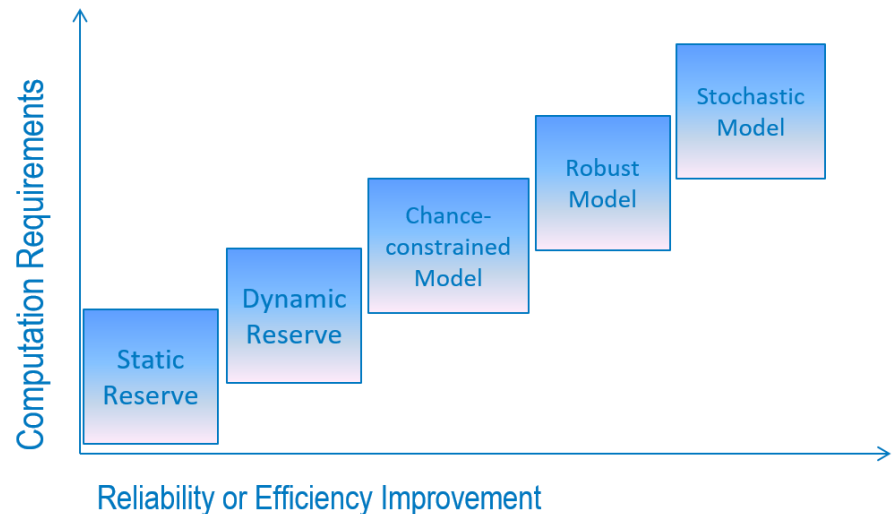 Computation Requirements
Stochastic
Model
Robust
Model
Chance-
constrained
Model
Dynamic
Reserve
Static
Reserve
Reliability or Efficiency Improvement